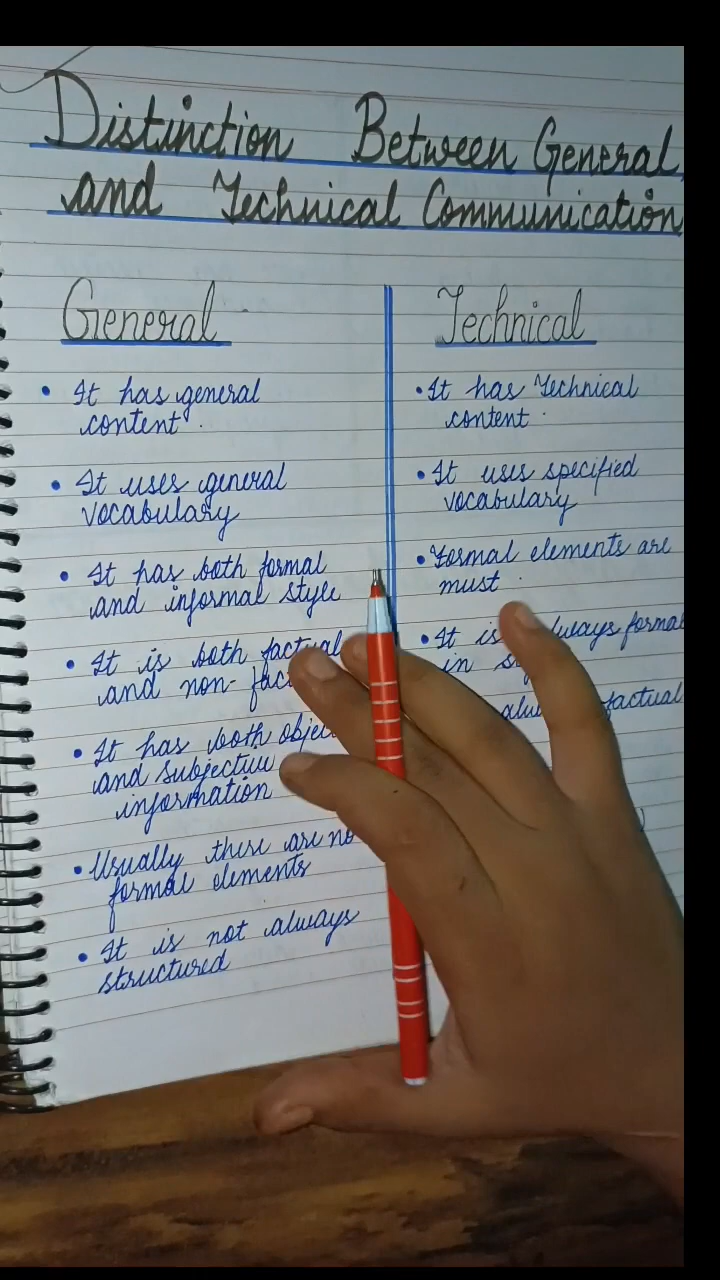 Distinction Between General
and Technical Communication
General
• It has general
content.
• It uses general
vocabulary
• It has both formal
and informal style
• It is both factual
and non-
• It has both
and subjective
information
• Usually there are no
formal elements
• It is not always
structured
Technical
• It has Technical
content.
• It uses specified
vocabulary
• Formal elements are
must.
• It is always formal
in
factual